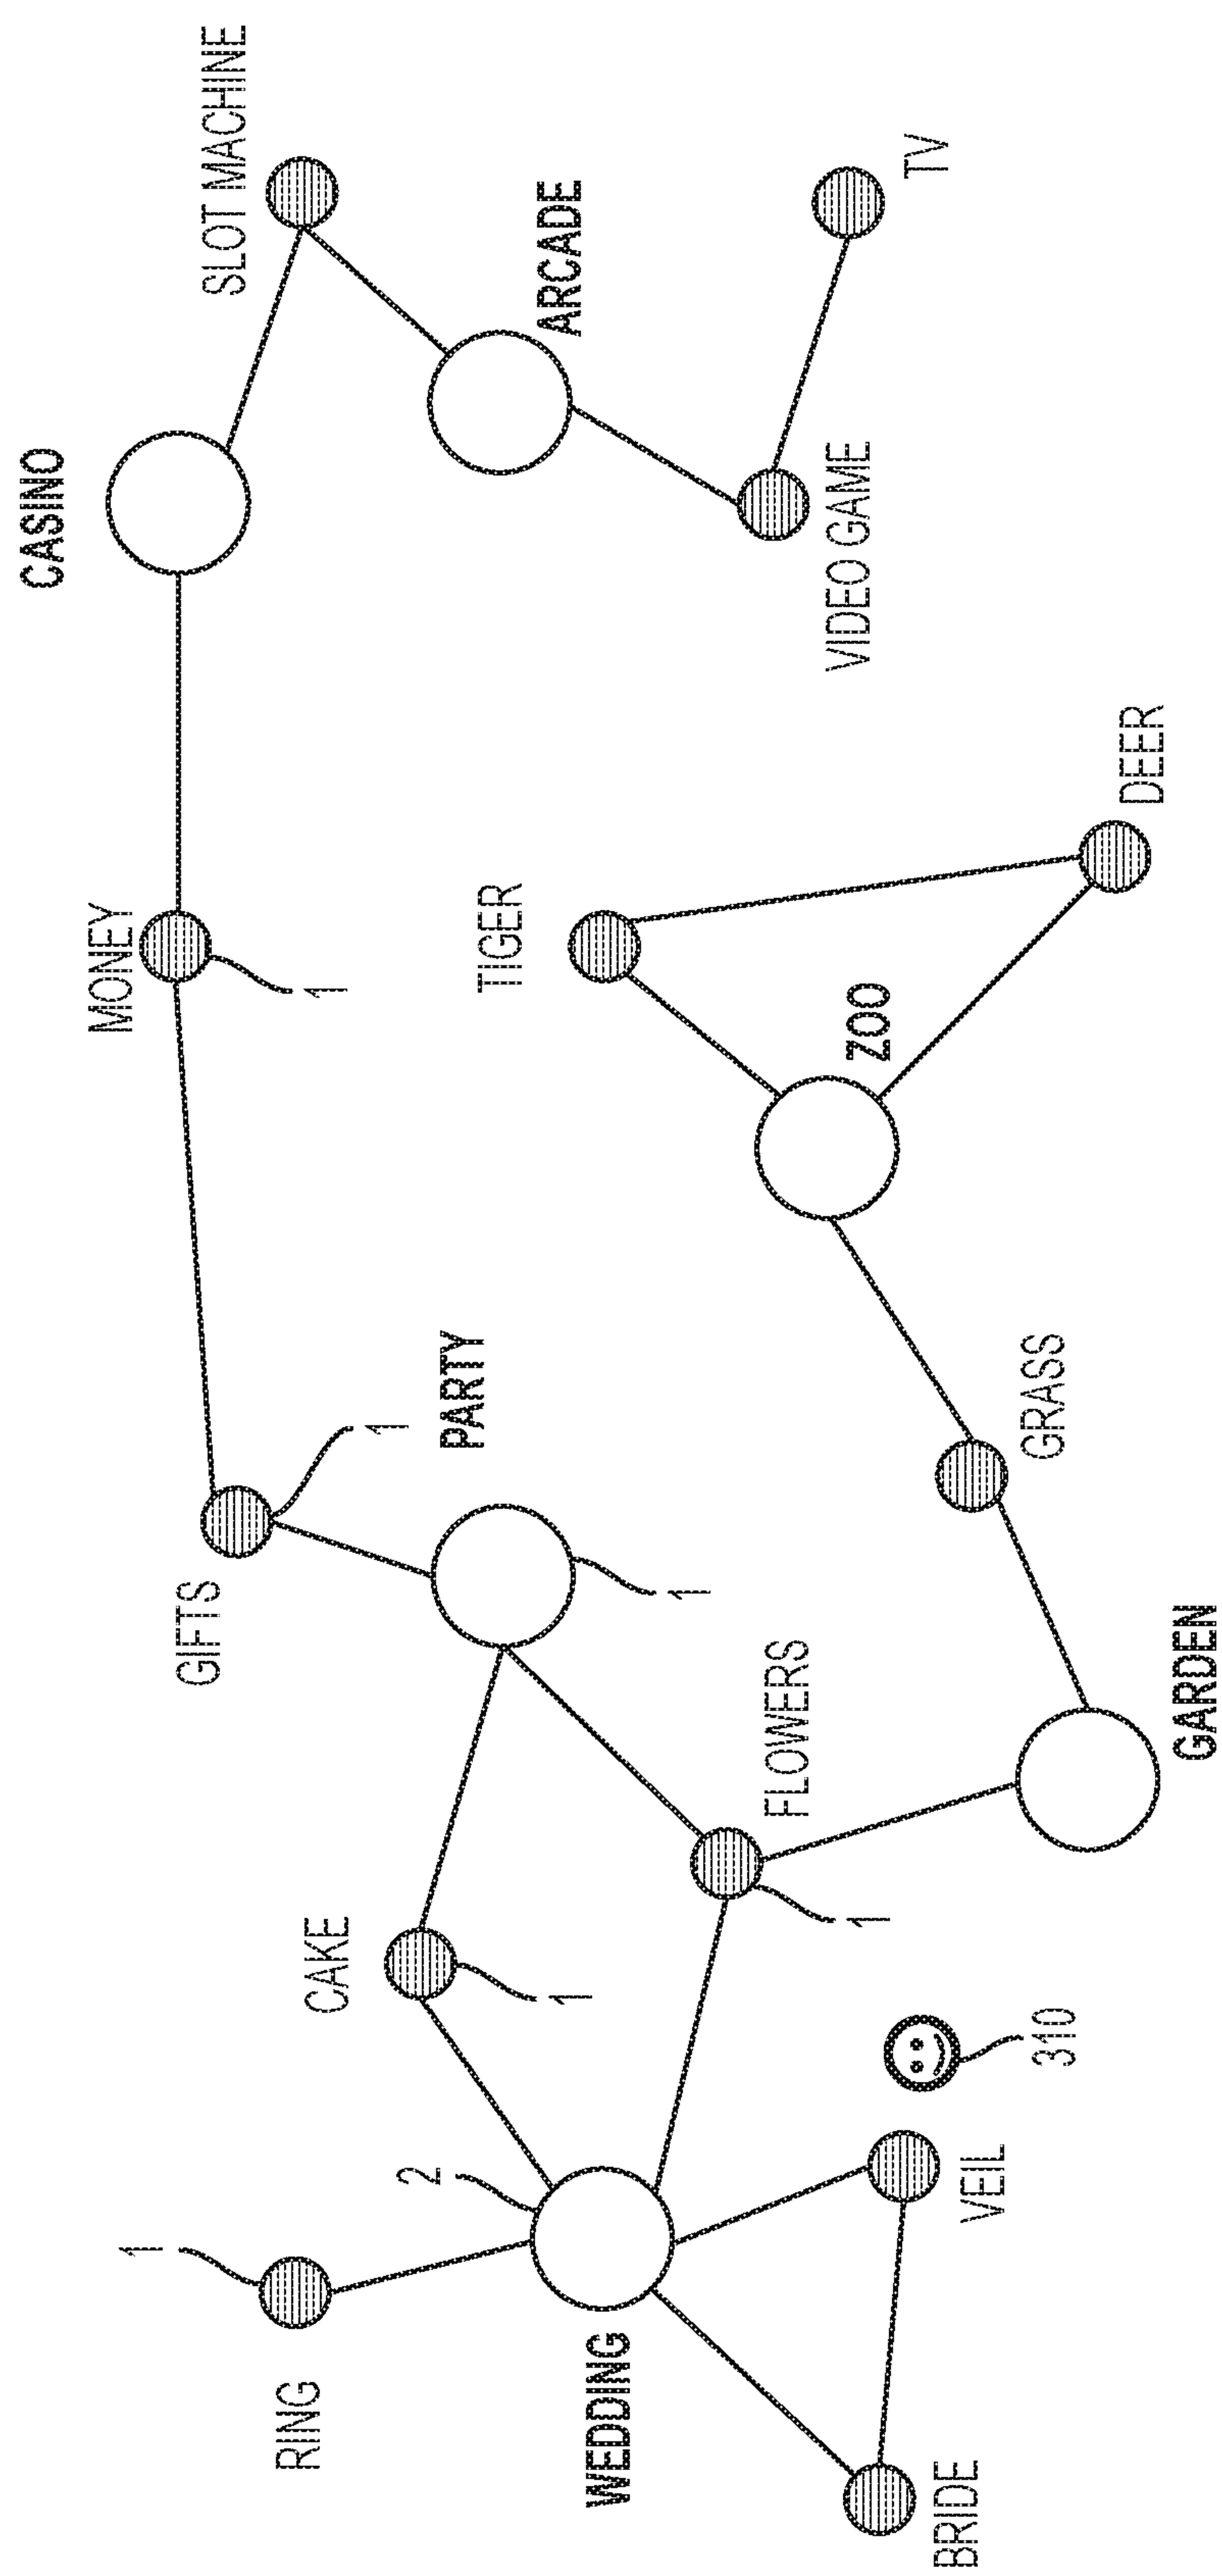 CASINO
SLOT MACHINE
MONEY
1
ARCADE
GIFTS
1
PARTY
1
TIGER
VIDEO GAME
TV
RING
1
CAKE
1
2
WEDDING
FLOWERS
1
ZOO
DEER
GRASS
BRIDE
VEIL
310
GARDEN